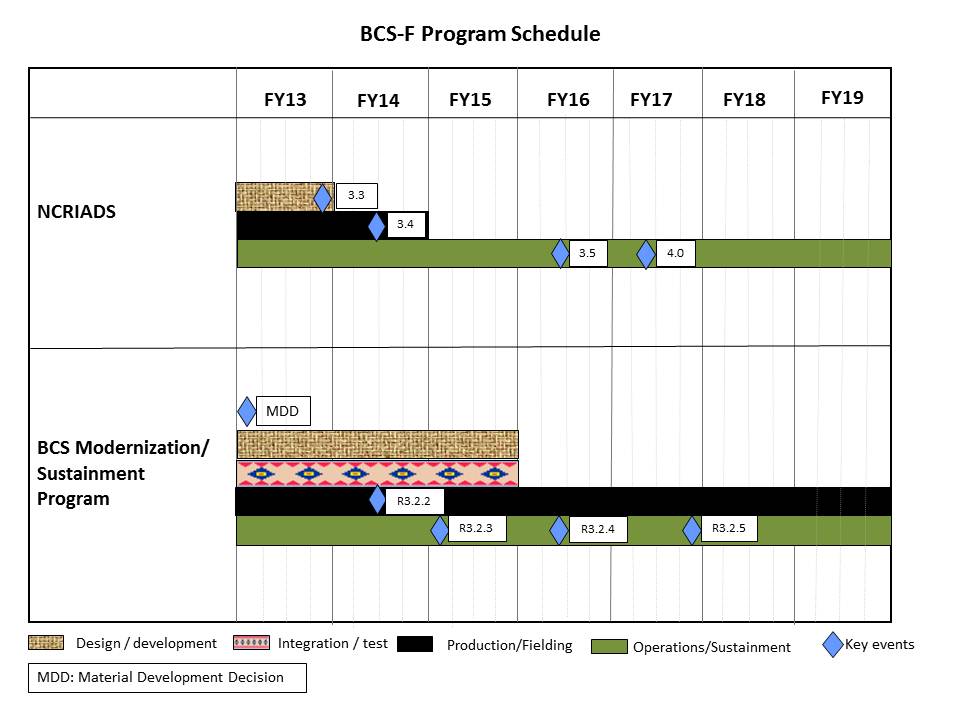 BCS-F Program Schedule
FY13 FY14 FY15 FY16 FY17 FY18 FY19
NCRIADS
3.3
3.4
3.5 4.0
MDD
BCS Modernization/
Sustainment
Program
R3.2.2
R3.2.3 R3.2.4 R3.2.5
Design / development Integration / test Production/Fielding Operations/Sustainment Key events
MDD: Material Development Decision